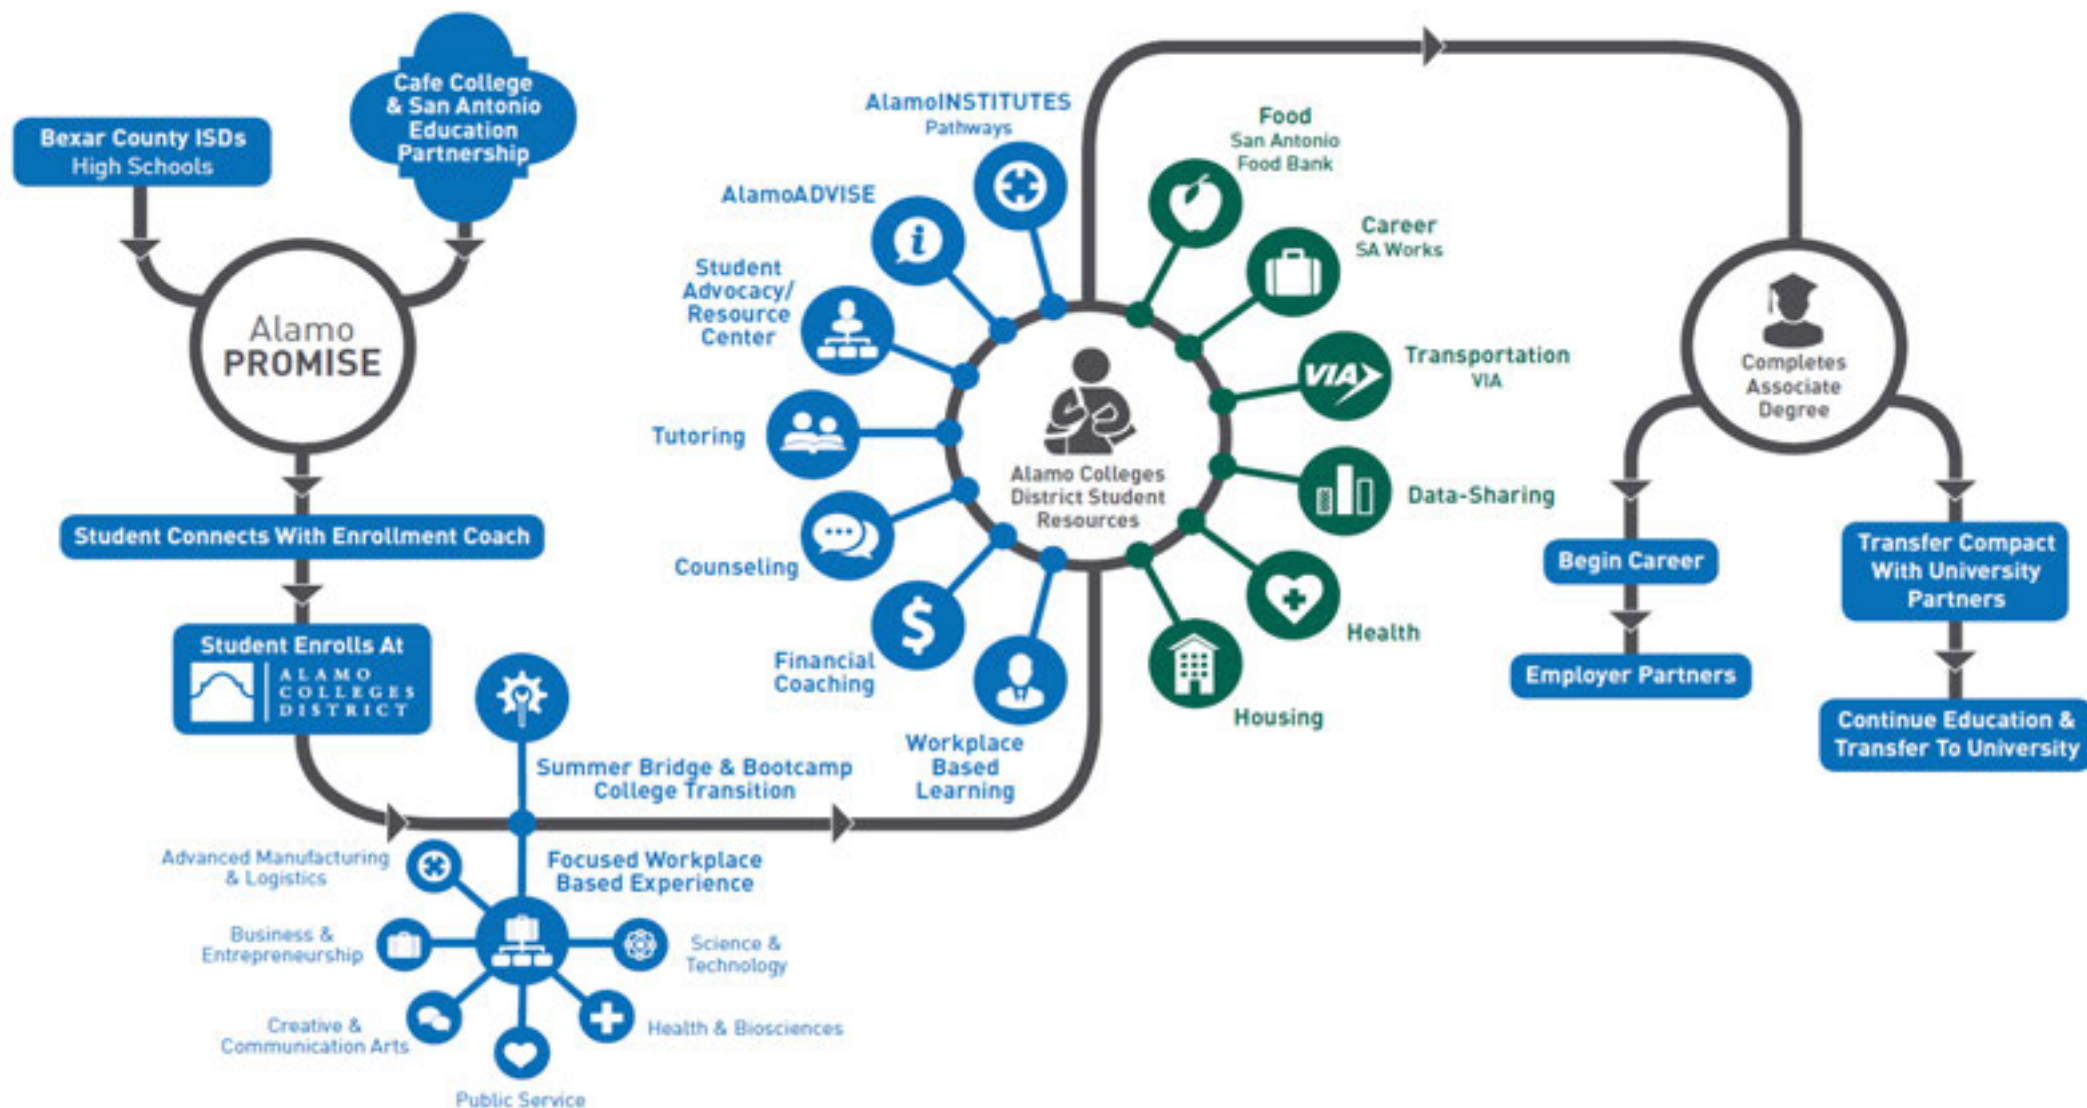 Bexar County ISDs
High Schools
Cafe College
& San Antonio
Education
Partnership
Alamo
PROMISE
Student Connects With Enrollment Coach
Student Enrolls At
ALAMO
COLLEGES
DISTRICT
Summer Bridge & Bootcamp
College Transition
Focused Workplace
Based Experience
Advanced Manufacturing
& Logistics
Business &
Entrepreneurship
Creative &
Communication Arts
Public Service
Health & Biosciences
Science &
Technology
AlamoINSTITUTES
Pathways
AlamoADVISE
Student
Advocacy/
Resource
Center
Tutoring
Counseling
Financial
Coaching
Workplace
Based
Learning
Alamo Colleges
District Student
Resources
Food
San Antonio
Food Bank
Career
SA Works
VIA
Transportation
VIA
Data-Sharing
Health
Housing
Completes
Associate
Degree
Begin Career
Employer Partners
Transfer Compact
With University
Partners
Continue Education &
Transfer To University